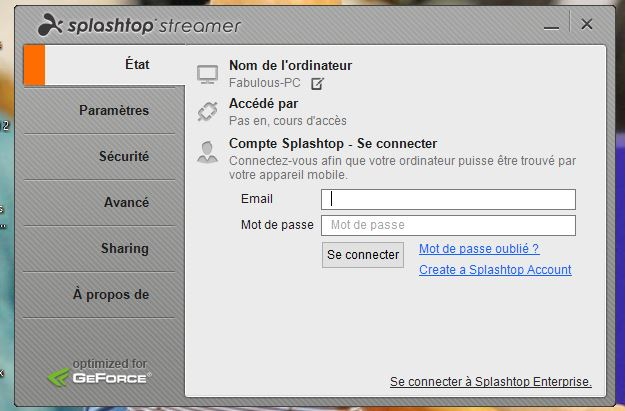 splashtop streamer
État
Paramètres
Sécurité
Avancé
Sharing
À propos de
optimized for
GEFORCE
Nom de l'ordinateur
Fabulous-PC
Accédé par
Pas en, cours d'accès
Compte Splashtop - Se connecter
Connectez-vous afin que votre ordinateur puisse être trouvé par
votre appareil mobile.
Email
Mot de passe Mot de passe
Se connecter
Mot de passe oublié ?
Create a Splashtop Account
Se connecter à Splashtop Enterprise.